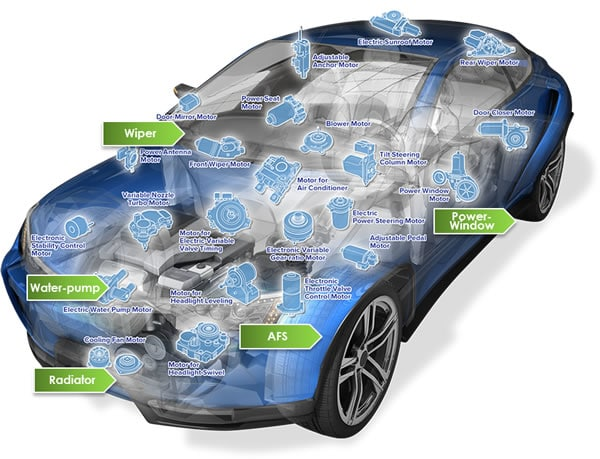 Electric Sunroof Motor
Adjustable
Anchor Motor
Rear Wiper Motor
Power Seat
Motor
Door Mirror Motor
Door Closer Motor
Blower Motor
Wiper
Front Wiper Motor
Tilt Steering
Column Motor
Power Antenna
Motor
Motor for
Air Conditioner
Power Window
Motor
Variable Nozzle
Turbo Motor
Electric
Power Steering Motor
Power-
Window
Electronic
Stability Control
Motor
Motor for
Electric Variable
Valve Timing
Electronic Variable
Gear ratio Motor
Adjustable Pedal
Motor
Water-pump
Motor for
Headlight Leveling
Electronic
Throttle Valve
Control Motor
Electric Water Pump Motor
AFS
Cooling Fan Motor
Motor for
Headlight Swivel
Radiator